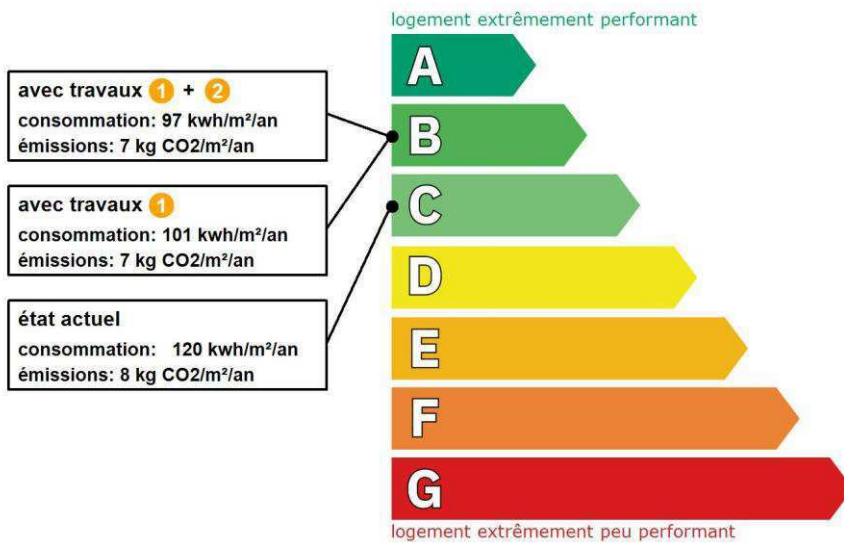 logement extrêmement performant
A
avec travaux 1 + 2
consommation: 97 kwh/m²/an
émissions: 7 kg CO2/m²/an
B
avec travaux 1
consommation: 101 kwh/m²/an
émissions: 7 kg CO2/m²/an
C
D
état actuel
consommation: 120 kwh/m²/an
émissions: 8 kg CO2/m²/an
E
F
G
logement extrêmement peu performant